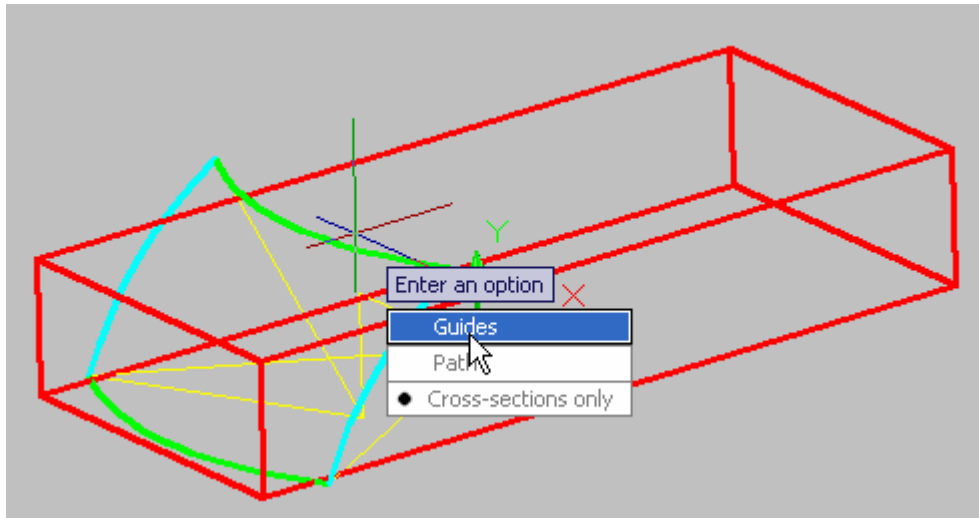 Y
Enter an option
X
Guides
Path
Cross-sections only